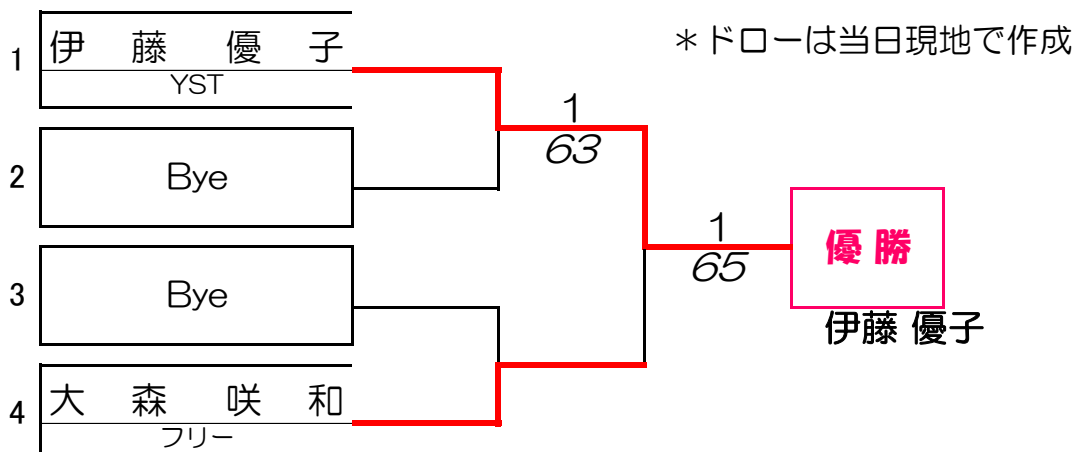 1
伊 藤 優 子
YST
*ドローは当日現地で作成
1
63
2
Bye
1
65
優 勝
伊藤 優子
3
Bye
4
大 森 咲 和
フリー